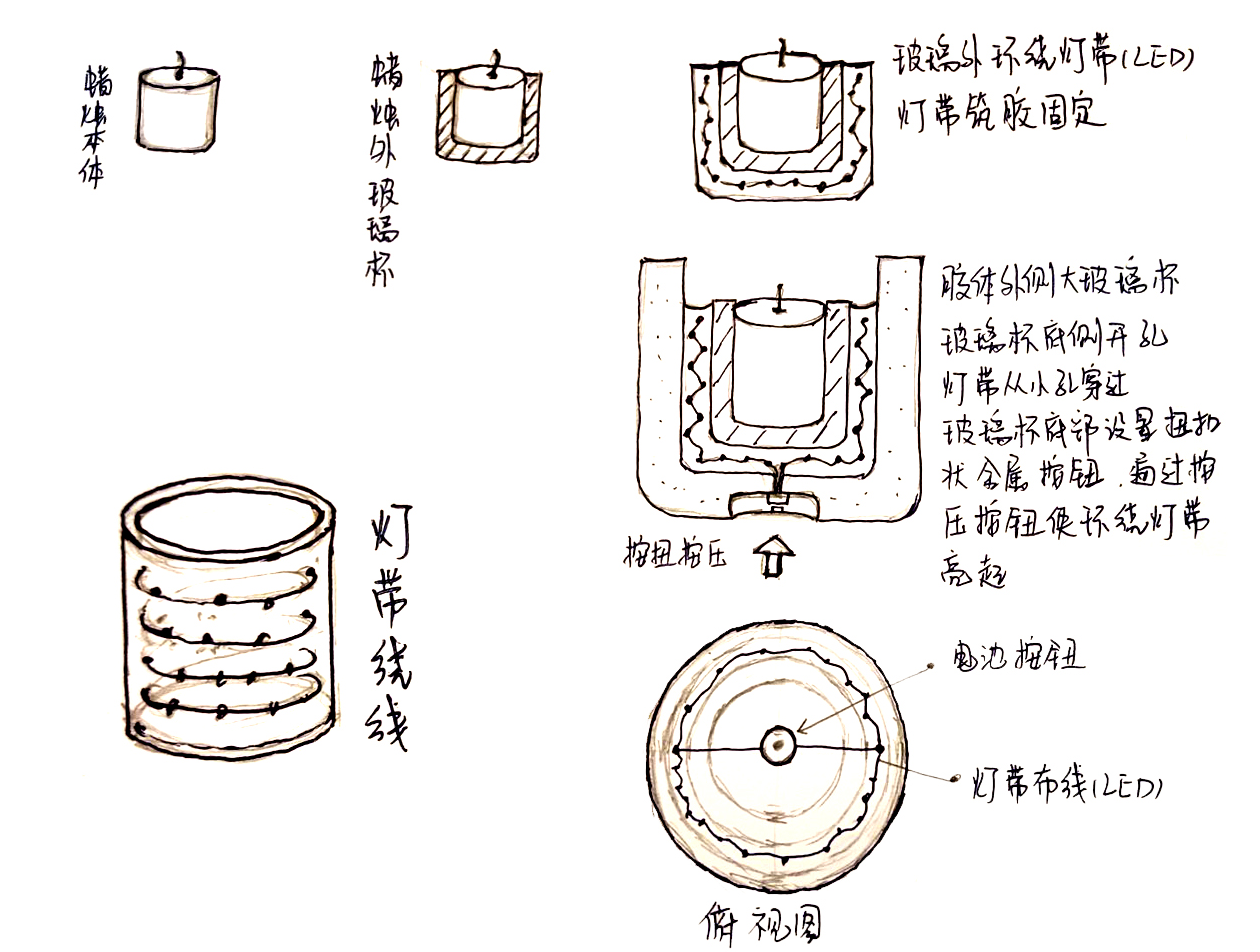 蜡烛本体
蜡烛外玻璃杯
玻璃外环绕灯带(LED)
灯带筑胶固定
胶体外侧大玻璃杯
玻璃杯底侧开孔
灯带从小孔穿过
玻璃杯底部设置扭扣
状金属按钮，通过按
压按钮使环绕灯带
亮起
按扭按压
灯带绕线
电池按钮
灯带布线(LED)
俯视图